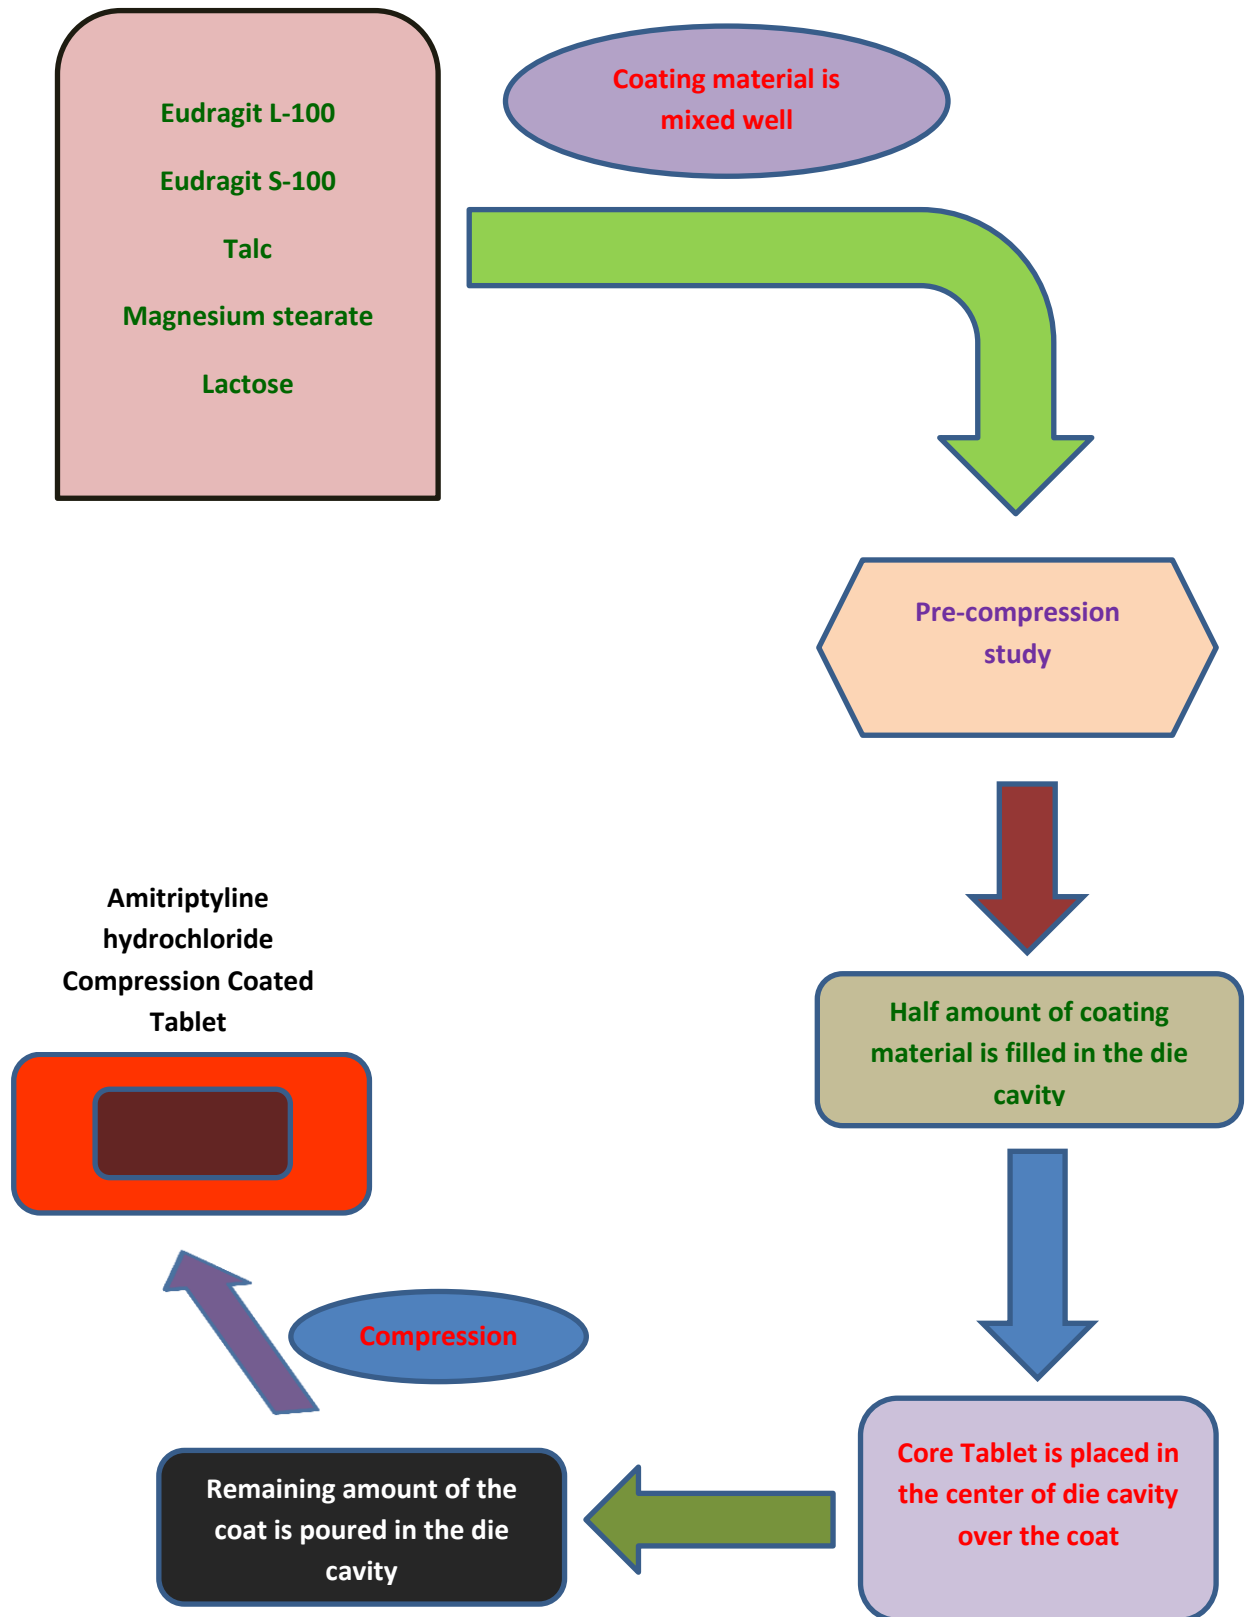 Eudragit L-100
Eudragit S-100
Talc
Magnesium stearate
Lactose
Coating material is
mixed well
Pre-compression
study
Half amount of coating
material is filled in the die
cavity
Core Tablet is placed in
the center of die cavity
over the coat
Remaining amount of the
coat is poured in the die
cavity
Compression
Amitriptyline
hydrochloride
Compression Coated
Tablet